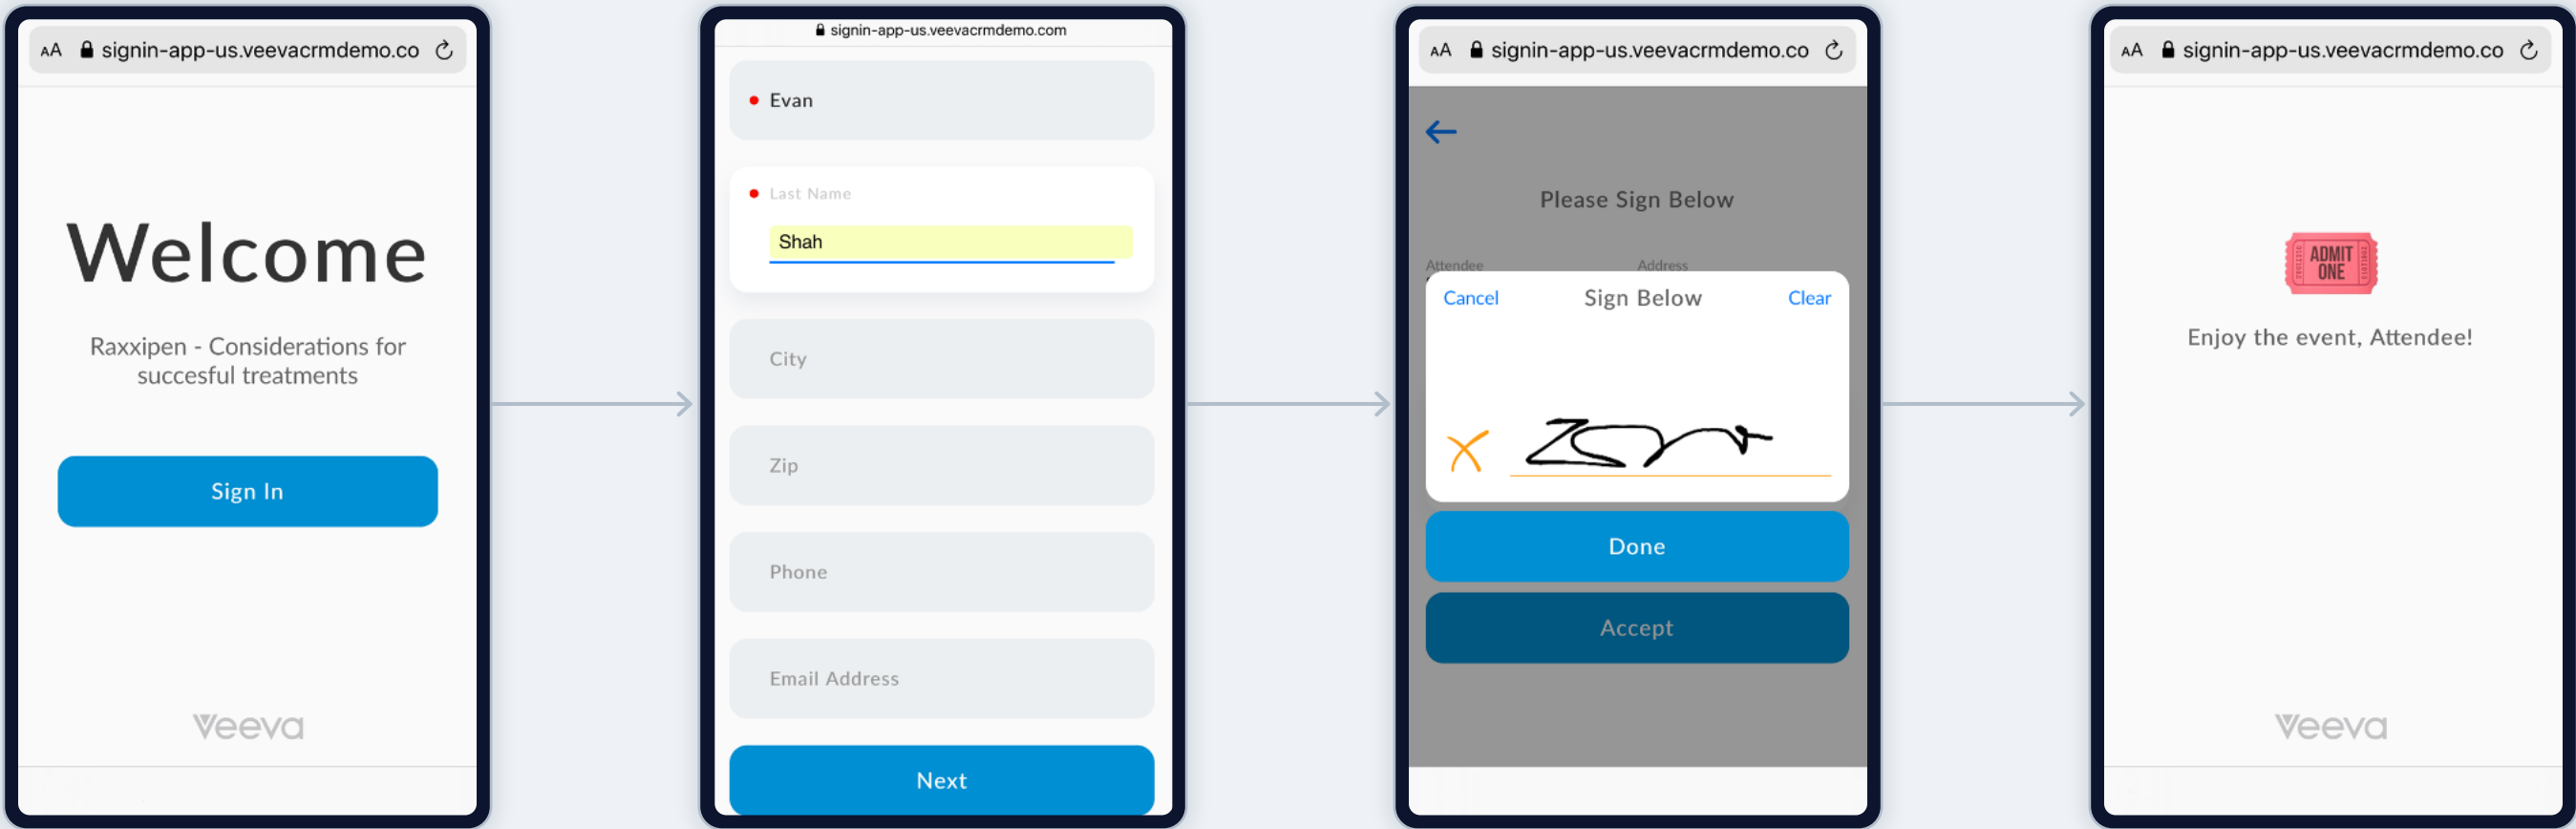 AA signin-app-us.veevacrmdemo.co
Welcome
Raxxipen - Considerations for
succesful treatments
Sign In
Veeva
signin-app-us.veevacrmdemo.com
Evan
Last Name
Shah
City
Zip
Phone
Email Address
Next
AA signin-app-us.veevacrmdemo.co
Please Sign Below
Attendee Address
Cancel Sign Below Clear
X
Done
Accept
AA signin-app-us.veevacrmdemo.co
ADMIT
ONE
Enjoy the event, Attendee!
Veeva